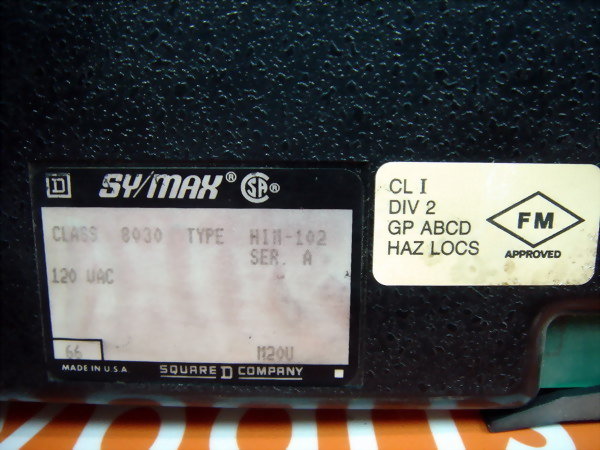 D SY/MAX® SA®
CLASS 8030 TYPE HIM-102
SER. A
120 VAC
66 M20U
MADE IN U.S.A. SQUARE D COMPANY
CL I
DIV 2
GP ABCD
HAZ LOCS
FM
APPROVED